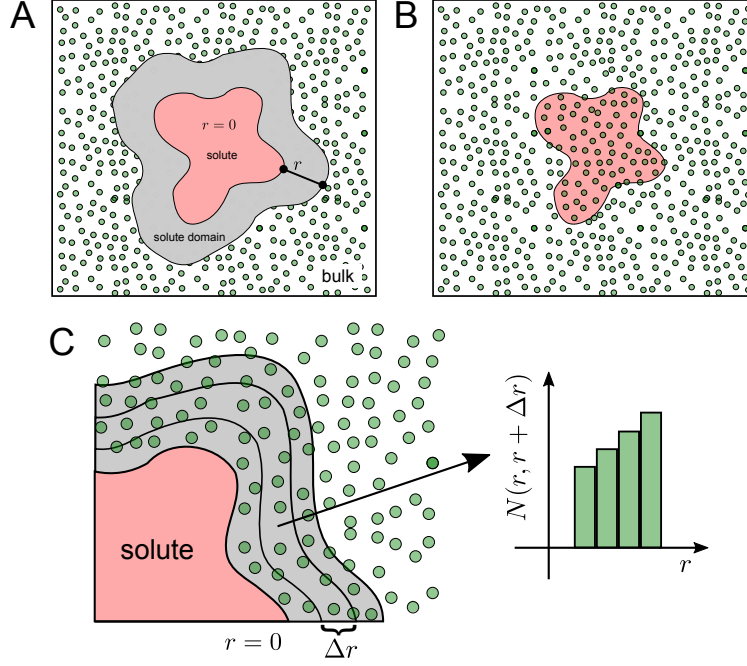 A
B
r = 0
solute
r
solute domain
bulk
C
N(r, r + Δr)
solute
r
r = 0
Δr